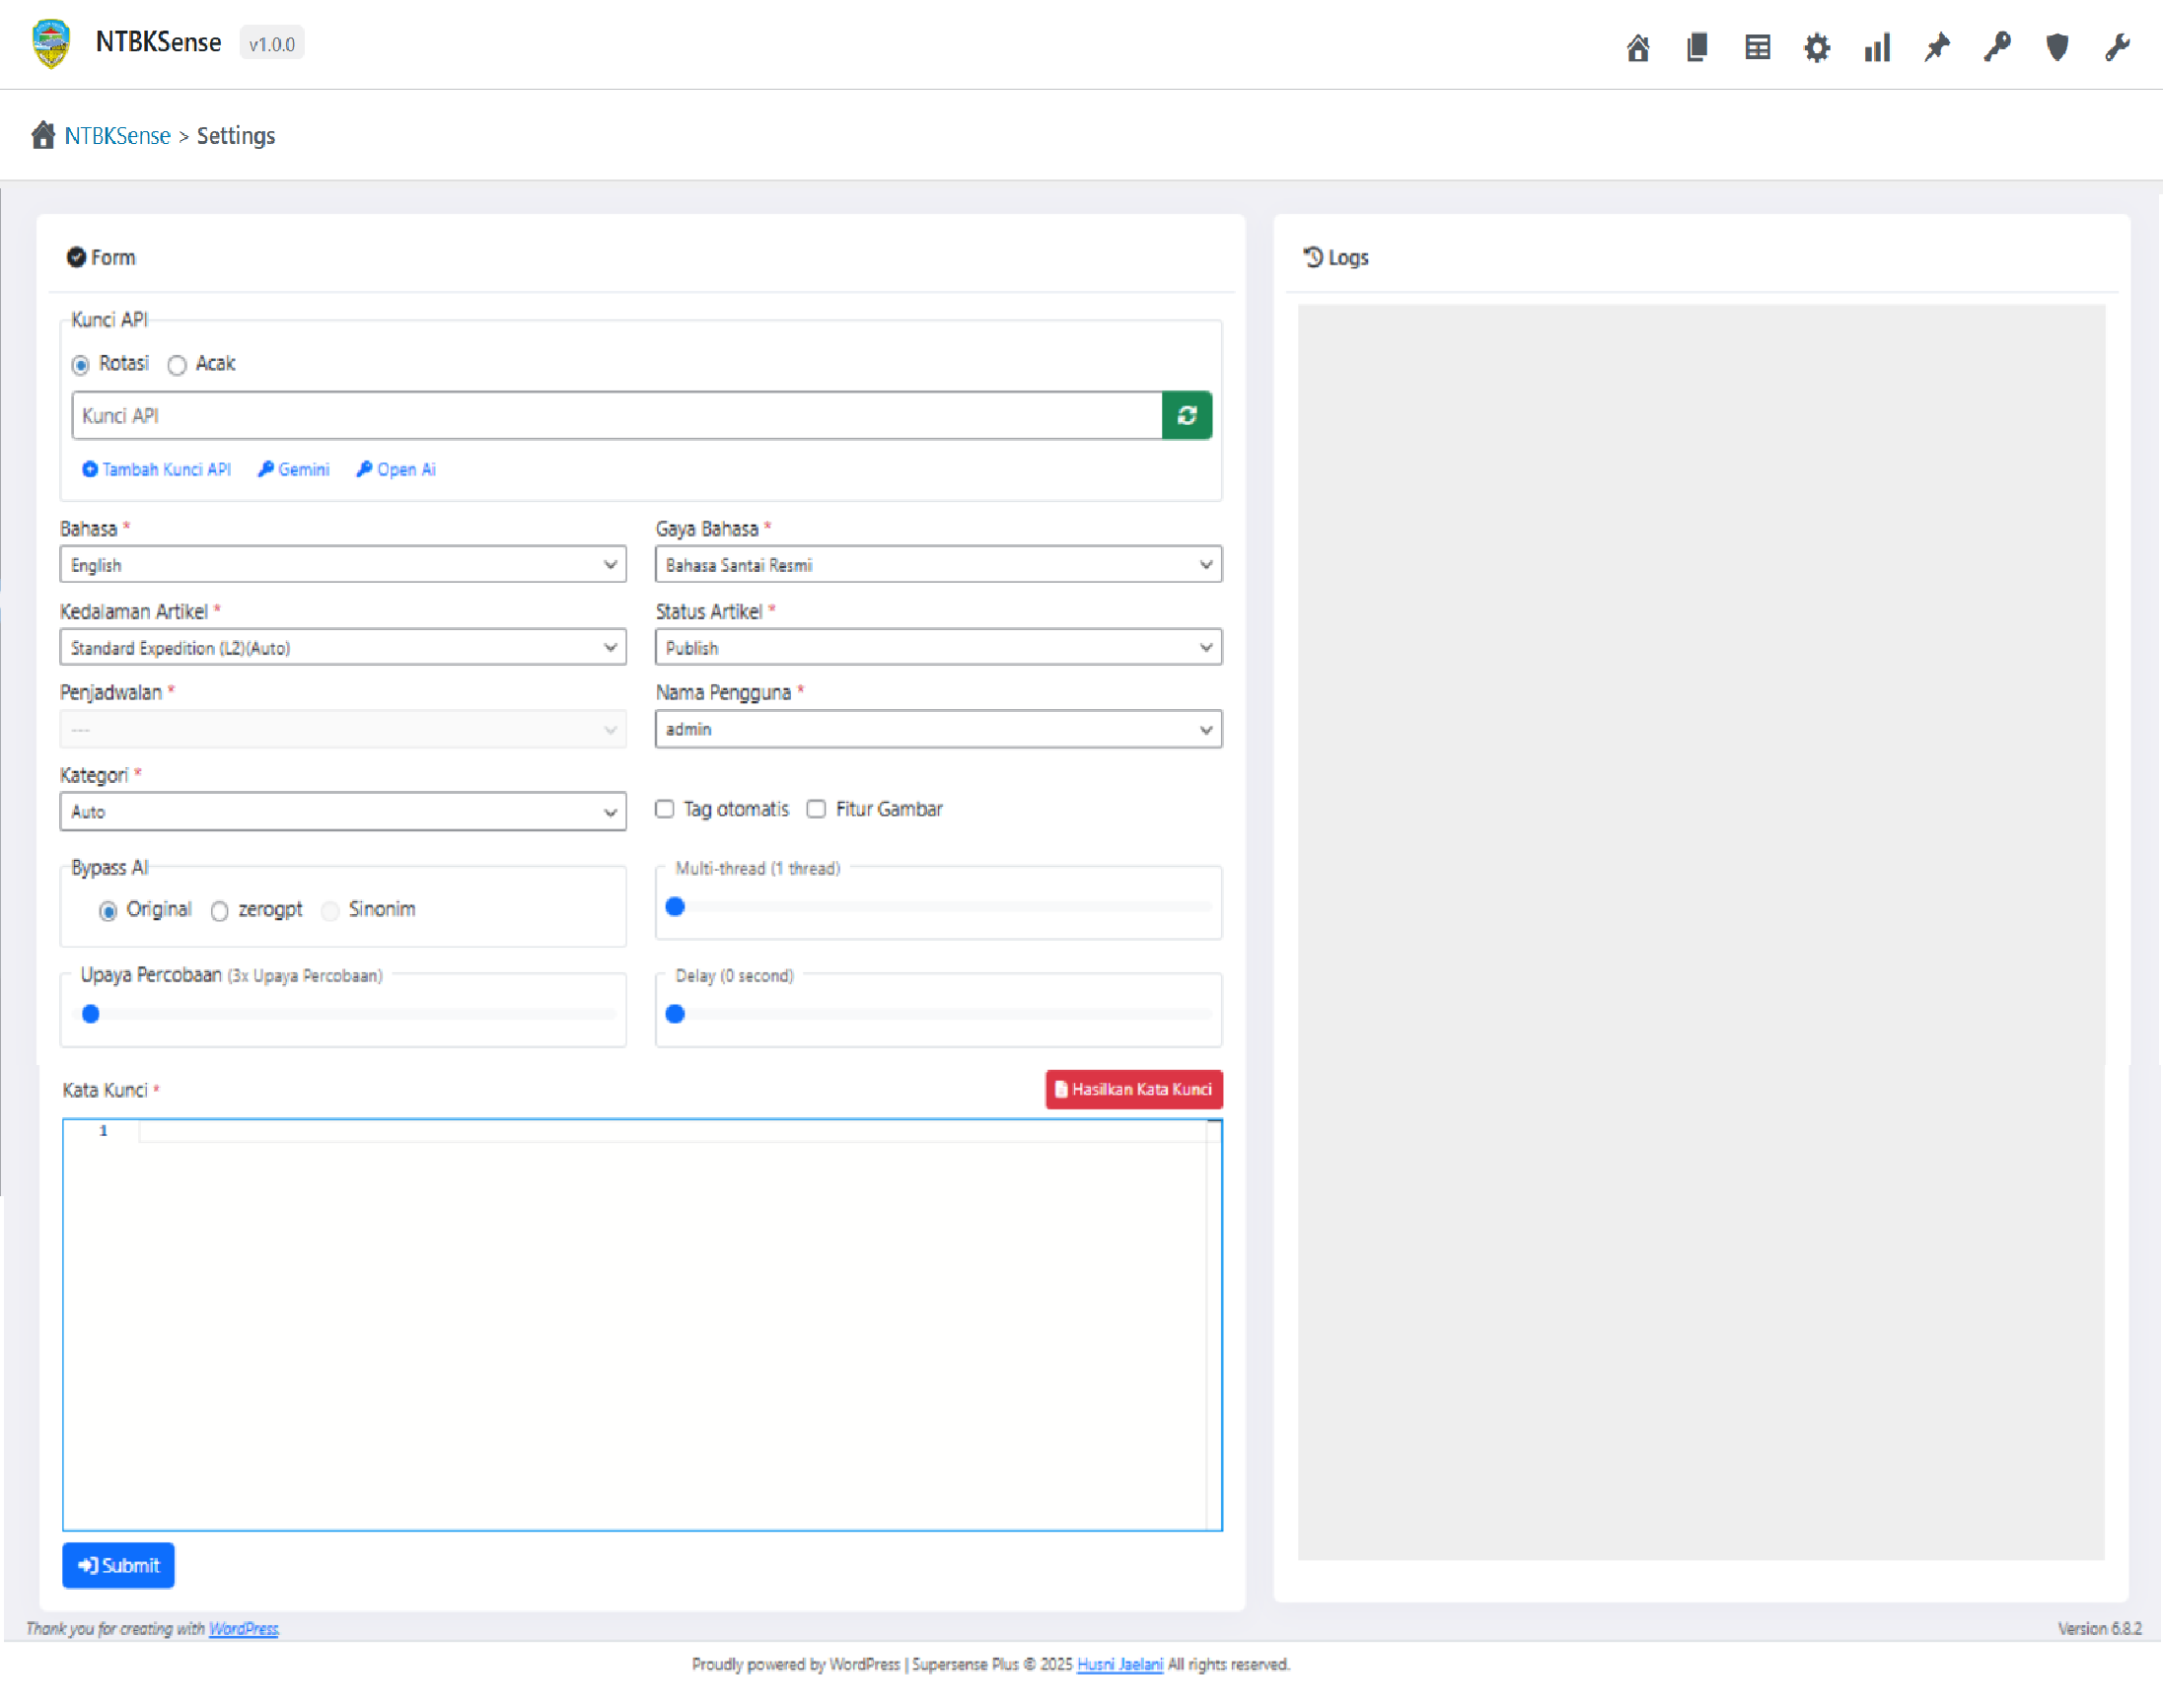 NTBKSense v1.0.0
NTBKSense > Settings
Form
Kunci API
Rotasi Acak
Kunci API
Tambah Kunci API Gemini Open Ai
Bahasa * Gaya Bahasa *
English Bahasa Santai Resmi
Kedalaman Artikel * Status Artikel *
Standard Expedition (L2)(Auto) Publish
Penjadwalan * Nama Pengguna *
--- admin
Kategori *
Auto Tag otomatis Fitur Gambar
Bypass AI Multi-thread (1 thread)
Original zerogpt Sinonim
Upaya Percobaan (3x Upaya Percobaan) Delay (0 second)
Kata Kunci * Hasilkan Kata Kunci
1
Submit
Logs
Thank you for creating with WordPress. Version 6.8.2
Proudly powered by WordPress | Supersense Plus © 2025 Husni Jaelani All rights reserved.